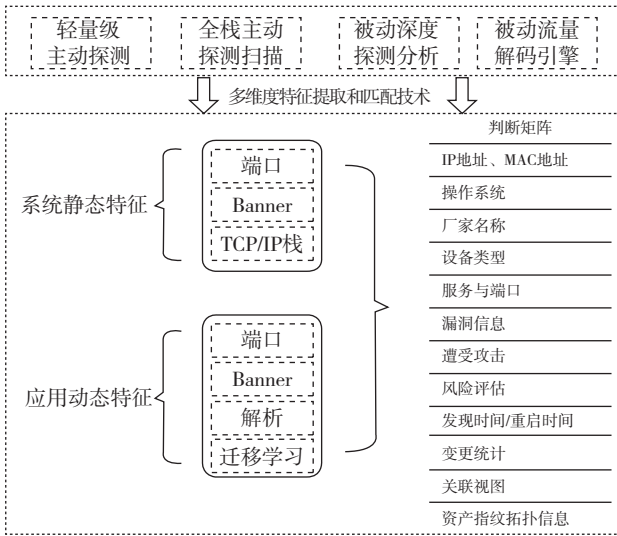 轻量级
主动探测
全栈主动
探测扫描
被动深度
探测分析
被动流量
解码引擎
多维度特征提取和匹配技术
系统静态特征
端口
Banner
TCP/IP栈
应用动态特征
端口
Banner
解析
迁移学习
判断矩阵
IP地址、MAC地址
操作系统
厂家名称
设备类型
服务与端口
漏洞信息
遭受攻击
风险评估
发现时间/重启时间
变更统计
关联视图
资产指纹拓扑信息